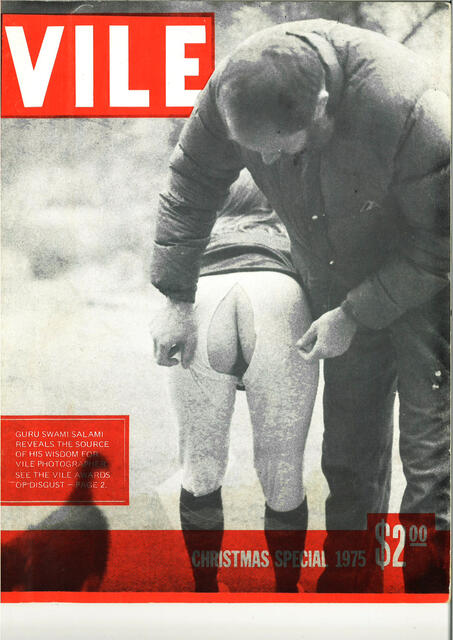 VILE
GURU SWAMI SALAMI
REVEALS THE SOURCE
OF HIS WISDOM FOR
VILE PHOTOGRAPHER.
SEE THE VILE AWARDS
OF DISGUST – PAGE 2.
CHRISTMAS SPECIAL 1975
$2.00